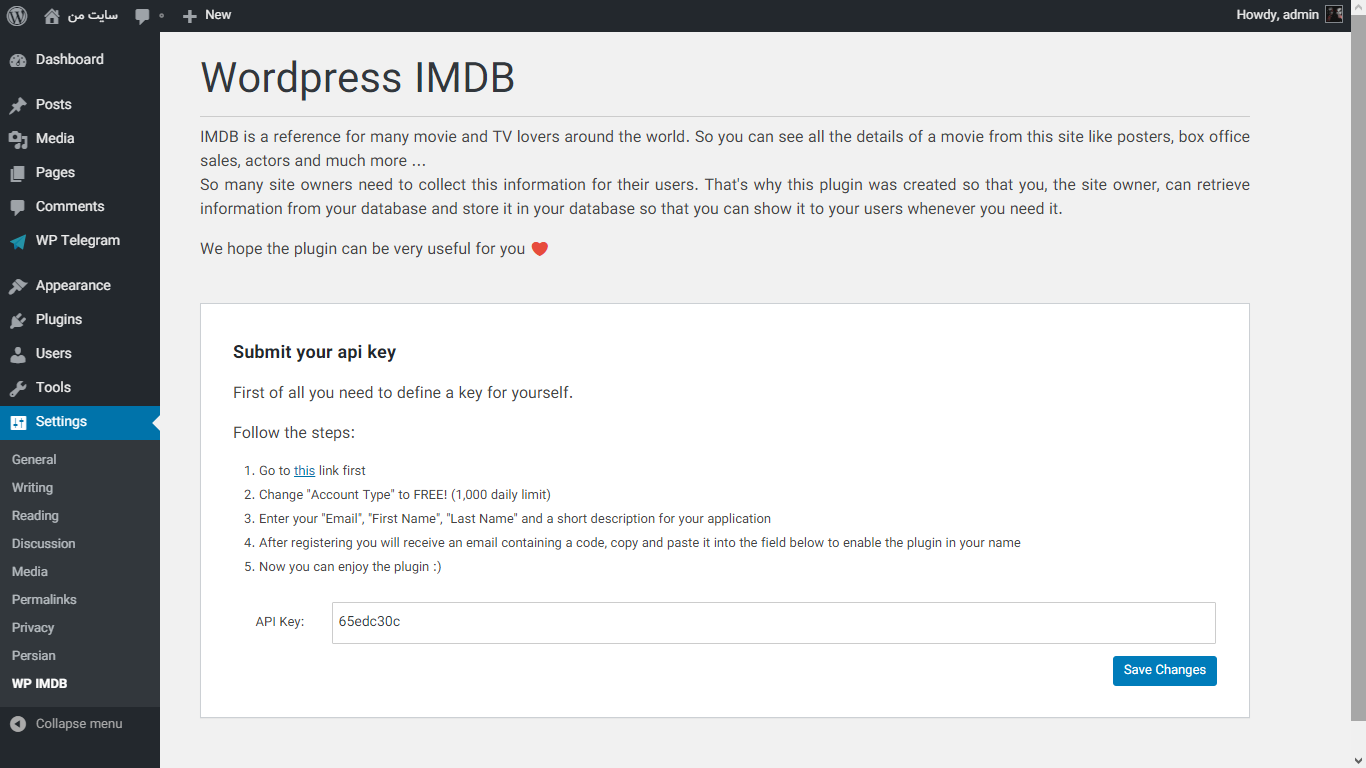 سایت من
New
Howdy, admin
Dashboard
Posts
Media
Pages
Comments
WP Telegram
Appearance
Plugins
Users
Tools
Settings
General
Writing
Reading
Discussion
Media
Permalinks
Privacy
Persian
WP IMDB
Collapse menu
Wordpress IMDB
IMDB is a reference for many movie and TV lovers around the world. So you can see all the details of a movie from this site like posters, box office
sales, actors and much more ...
So many site owners need to collect this information for their users. That's why this plugin was created so that you, the site owner, can retrieve
information from your database and store it in your database so that you can show it to your users whenever you need it.
We hope the plugin can be very useful for you ❤
Submit your api key
First of all you need to define a key for yourself.
Follow the steps:
1. Go to this link first
2. Change "Account Type" to FREE! (1,000 daily limit)
3. Enter your "Email", "First Name", "Last Name" and a short description for your application
4. After registering you will receive an email containing a code, copy and paste it into the field below to enable the plugin in your name
5. Now you can enjoy the plugin :)
API Key:
65edc30c
Save Changes